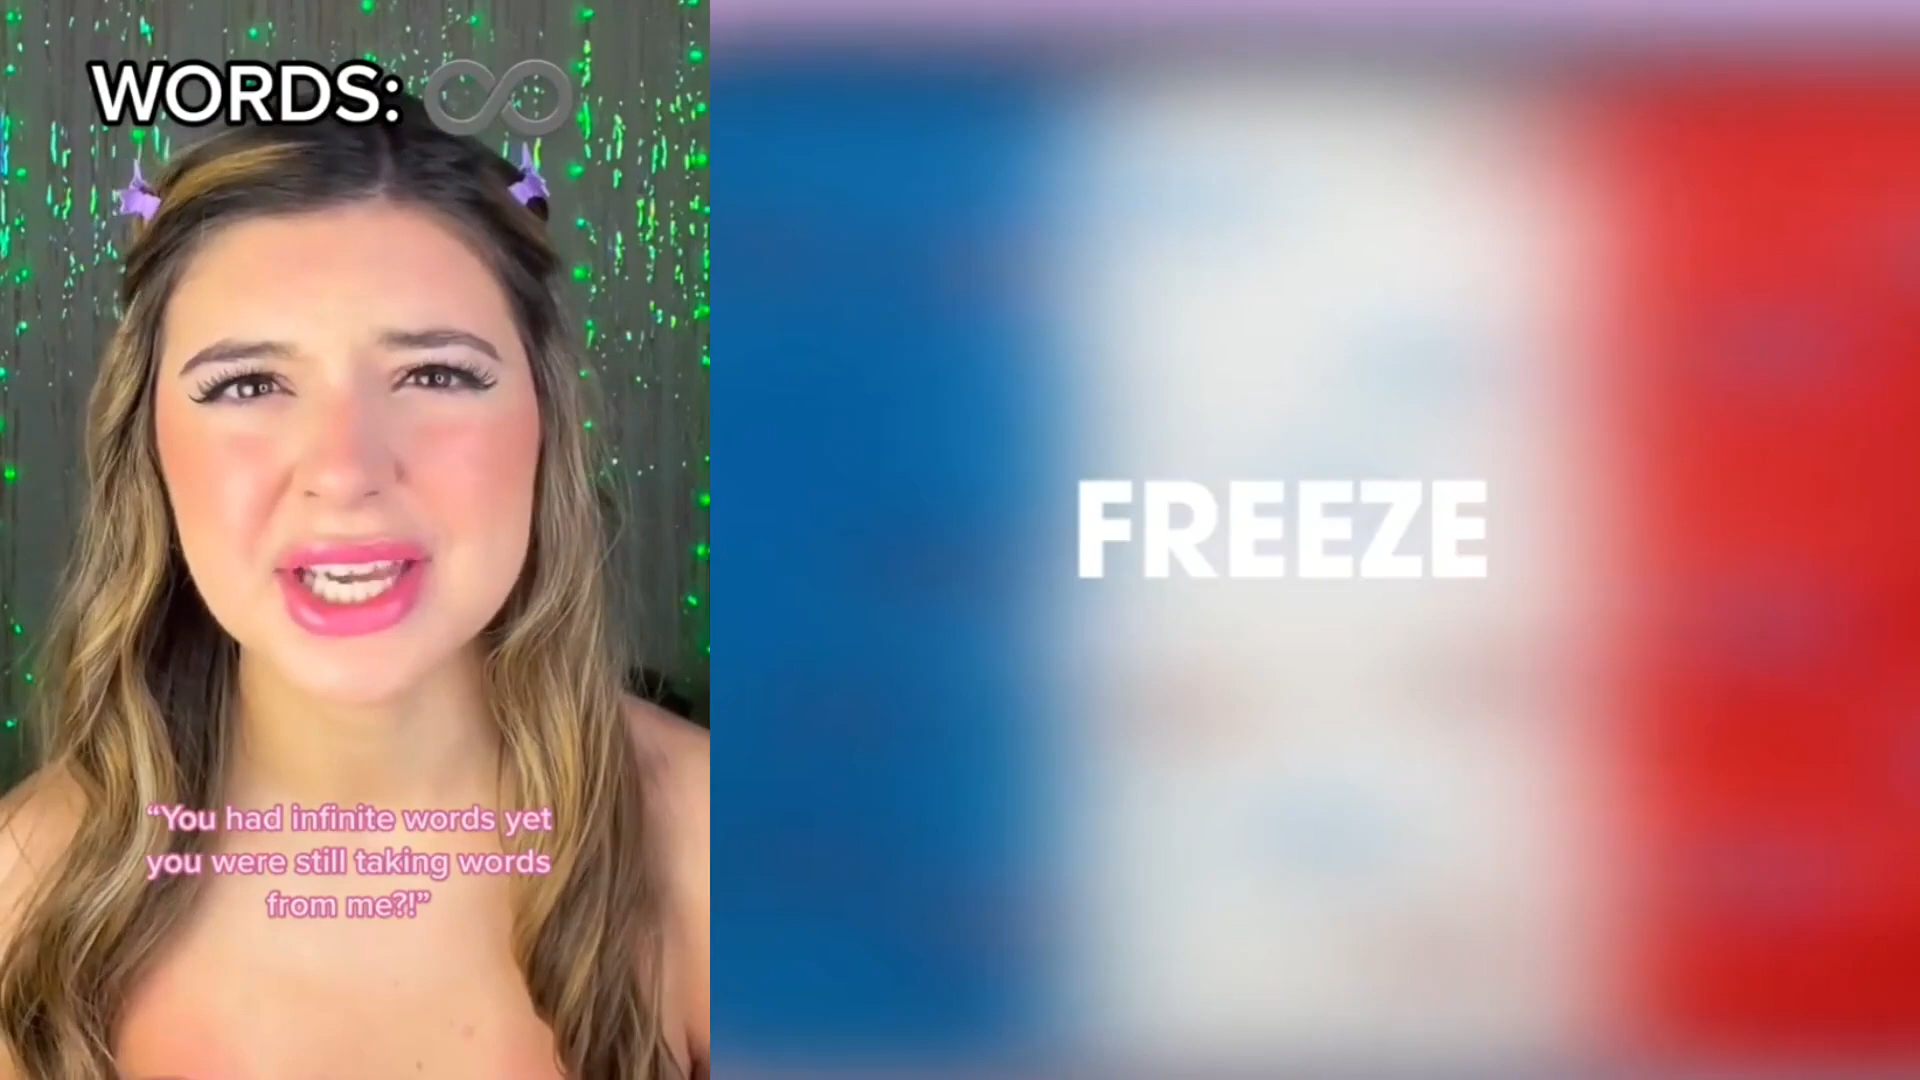 WORDS: ∞
“You had infinite words yet
you were still taking words
from me?!”
FREEZE